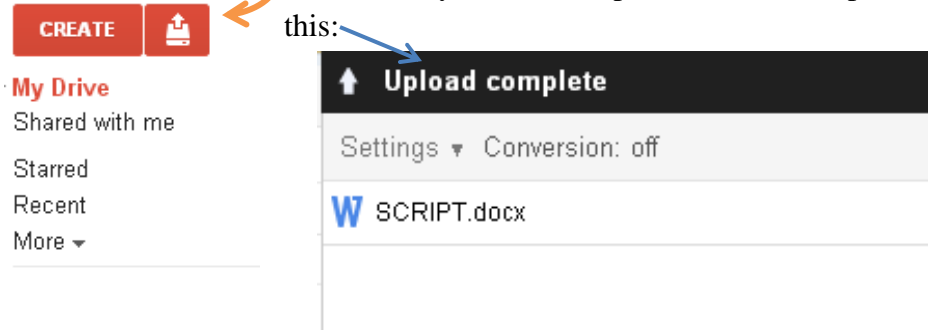 this:
CREATE
My Drive
Shared with me
Starred
Recent
More
Upload complete
Settings Conversion: off
W SCRIPT.docx